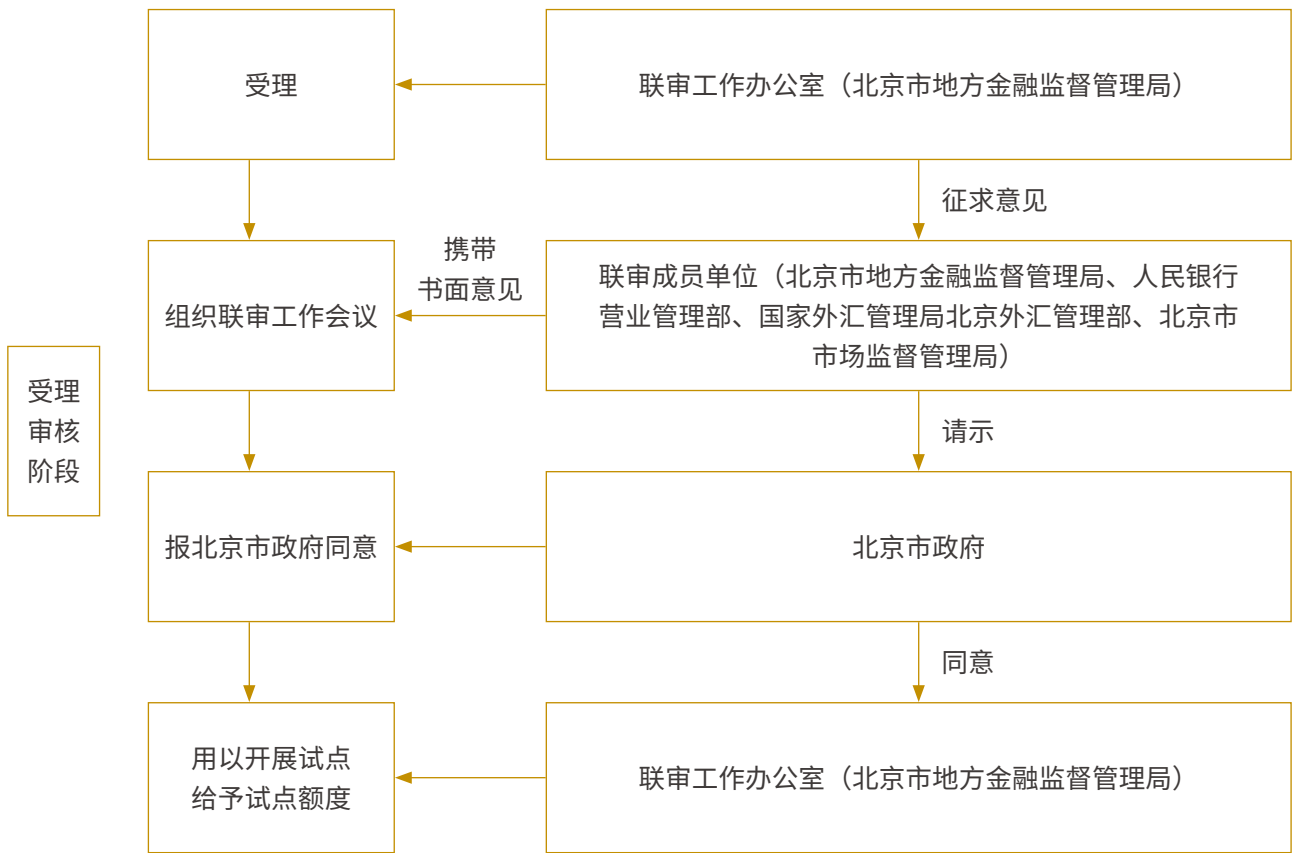 受理
联审工作办公室（北京市地方金融监督管理局）
征求意见
携带
书面意见
组织联审工作会议
联审成员单位（北京市地方金融监督管理局、人民银行
营业管理部、国家外汇管理局北京外汇管理部、北京市
市场监督管理局）
受理
审核
阶段
请示
报北京市政府同意
北京市政府
同意
用以开展试点
给予试点额度
联审工作办公室（北京市地方金融监督管理局）